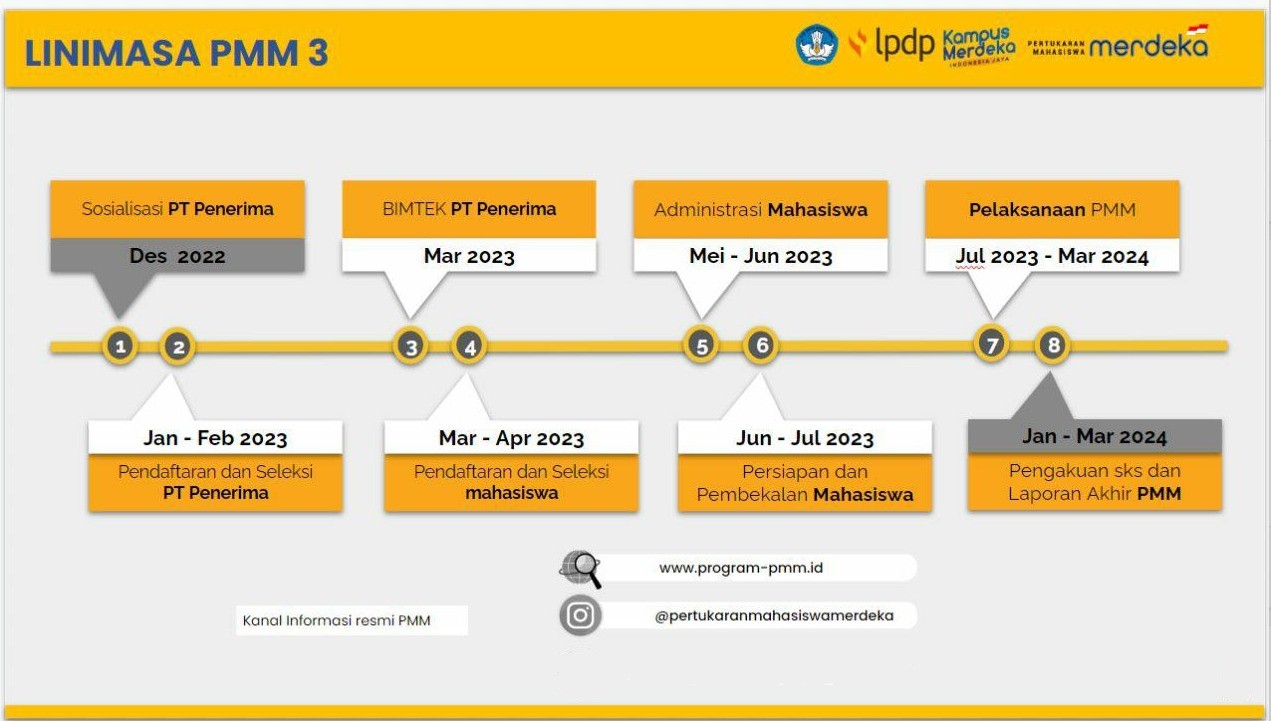 LINIMASA PMM 3
lpdp
Kampus
Merdeka
INDONESIA JAYA
PERTUKARAN
MAHASISWA
merdeka
Sosialisasi PT Penerima
Des 2022
BIMTEK PT Penerima
Mar 2023
Administrasi Mahasiswa
Mei - Jun 2023
Pelaksanaan PMM
Jul 2023 - Mar 2024
1
2
3
4
5
6
7
8
Jan - Feb 2023
Pendaftaran dan Seleksi
PT Penerima
Mar - Apr 2023
Pendaftaran dan Seleksi
mahasiswa
Jun - Jul 2023
Persiapan dan
Pembekalan Mahasiswa
Jan - Mar 2024
Pengakuan sks dan
Laporan Akhir PMM
www.program-pmm.id
Kanal Informasi resmi PMM
@pertukaranmahasiswamerdeka